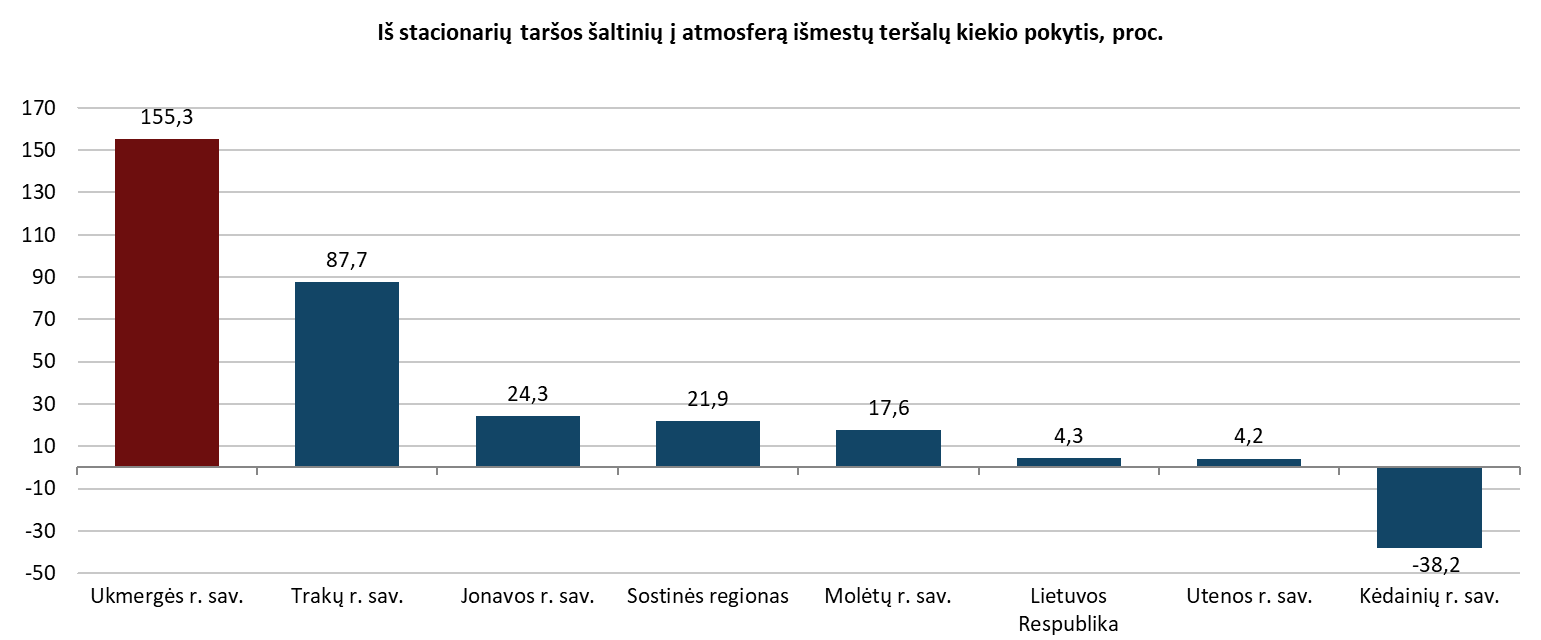 Iš stacionarių taršos šaltinių į atmosferą išmestų teršalų kiekio pokytis, proc.
170
150
130
110
90
70
50
30
10
-10
-30
-50
155,3
87,7
24,3
21,9
17,6
4,3
4,2
-38,2
Ukmergės r. sav.
Trakų r. sav.
Jonavos r. sav.
Sostinės regionas
Molėtų r. sav.
Lietuvos
Respublika
Utenos r. sav.
Kėdainių r. sav.